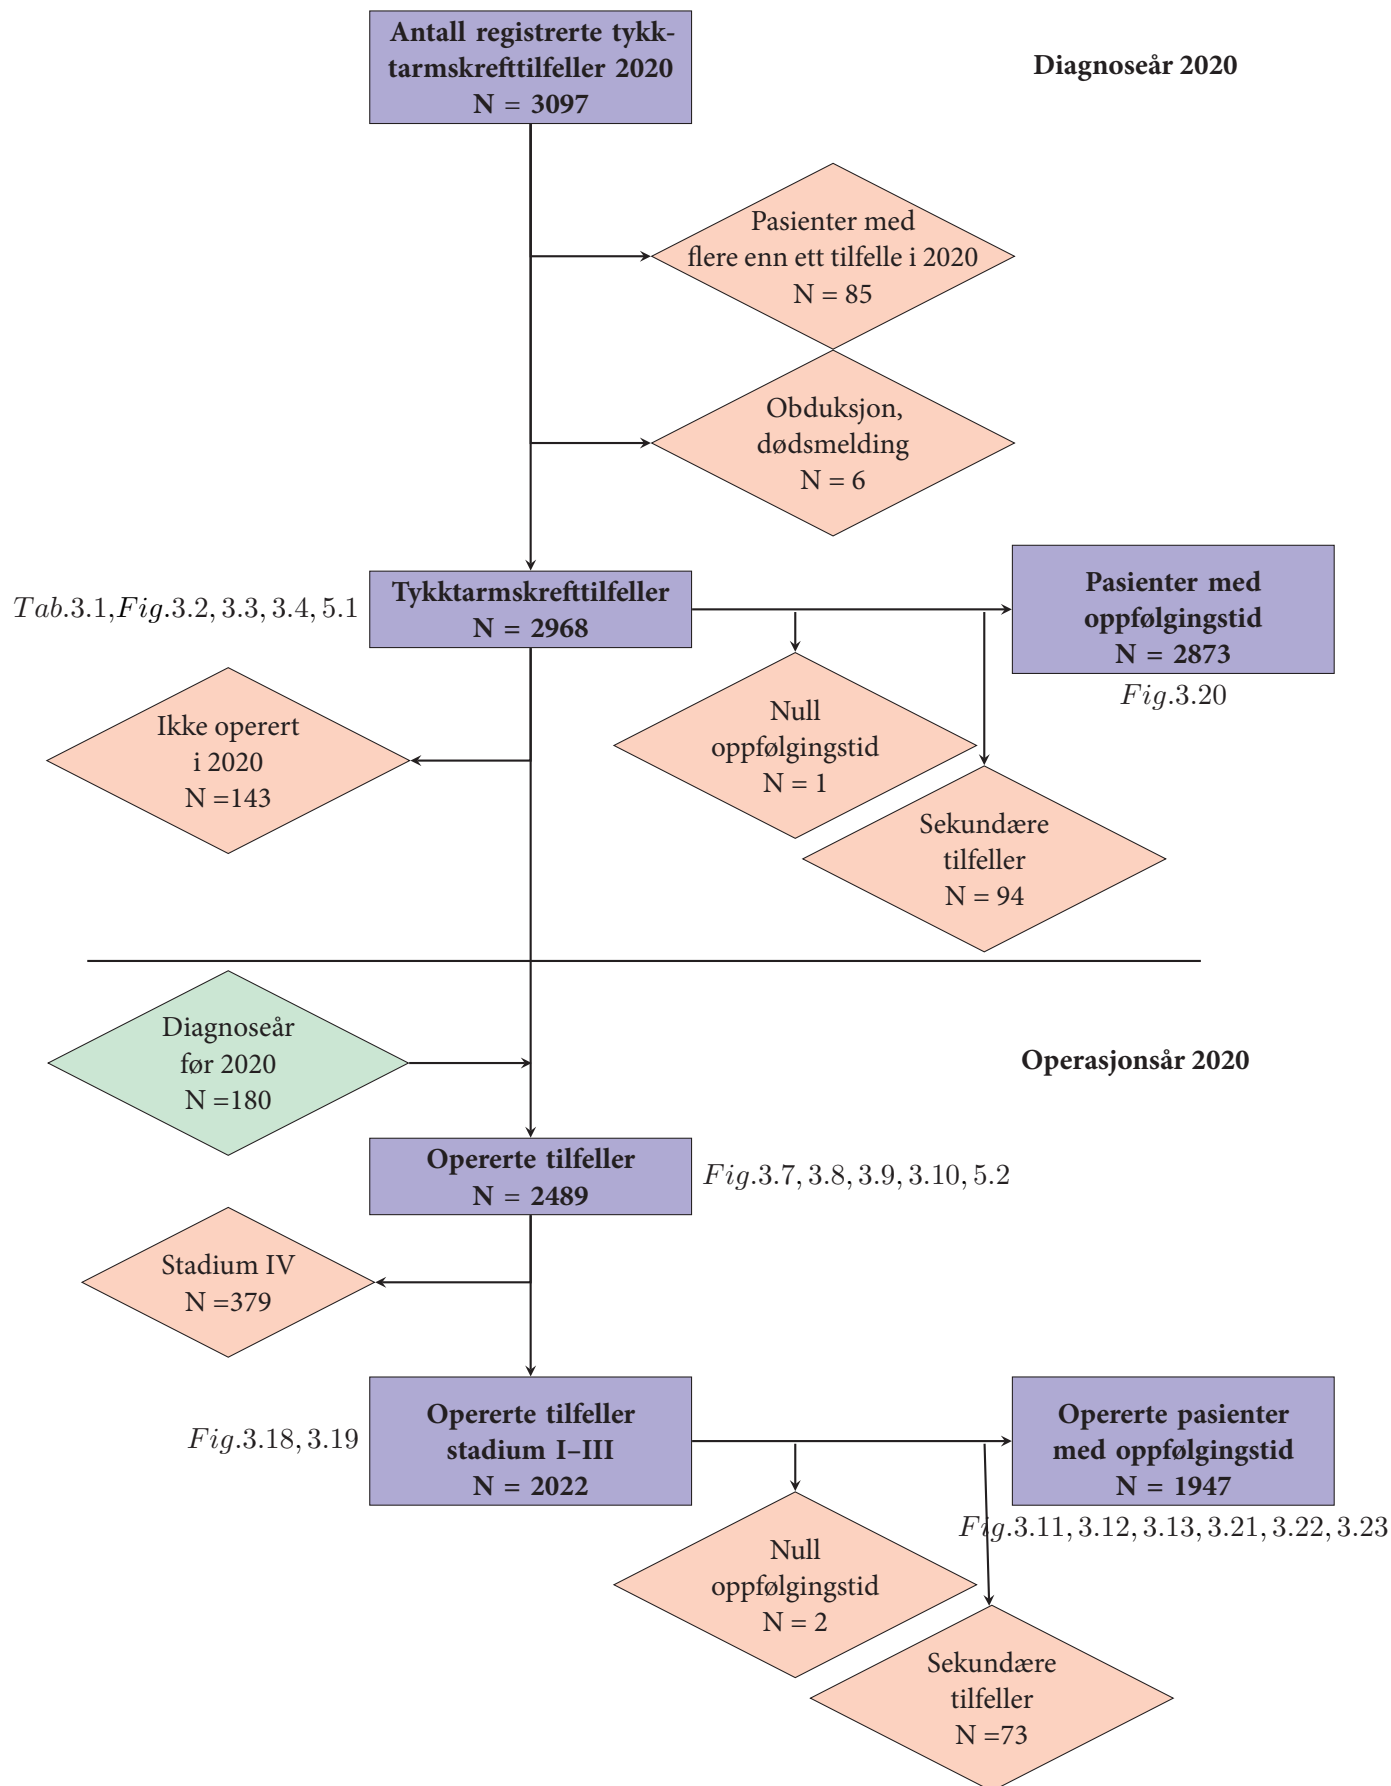 Antall registrerte tykk-
tarmskrefttilfeller 2020
N = 3097
Diagnoseår 2020
Pasienter med
flere enn ett tilfelle i 2020
N = 85
Obduksjon,
dødsmelding
N = 6
Tab.3.1,Fig.3.2, 3.3, 3.4, 5.1
Tykktarmskrefttilfeller
N = 2968
Pasienter med
oppfølgingstid
N = 2873
Fig.3.20
Ikke operert
i 2020
N =143
Null
oppfølgingstid
N = 1
Sekundære
tilfeller
N = 94
Diagnoseår
før 2020
N =180
Operasjonsår 2020
Opererte tilfeller
N = 2489
Fig.3.7, 3.8, 3.9, 3.10, 5.2
Stadium IV
N =379
Fig.3.18, 3.19
Opererte tilfeller
stadium I–III
N = 2022
Opererte pasienter
med oppfølgingstid
N = 1947
Fig.3.11, 3.12, 3.13, 3.21, 3.22, 3.23
Null
oppfølgingstid
N = 2
Sekundære
tilfeller
N =73